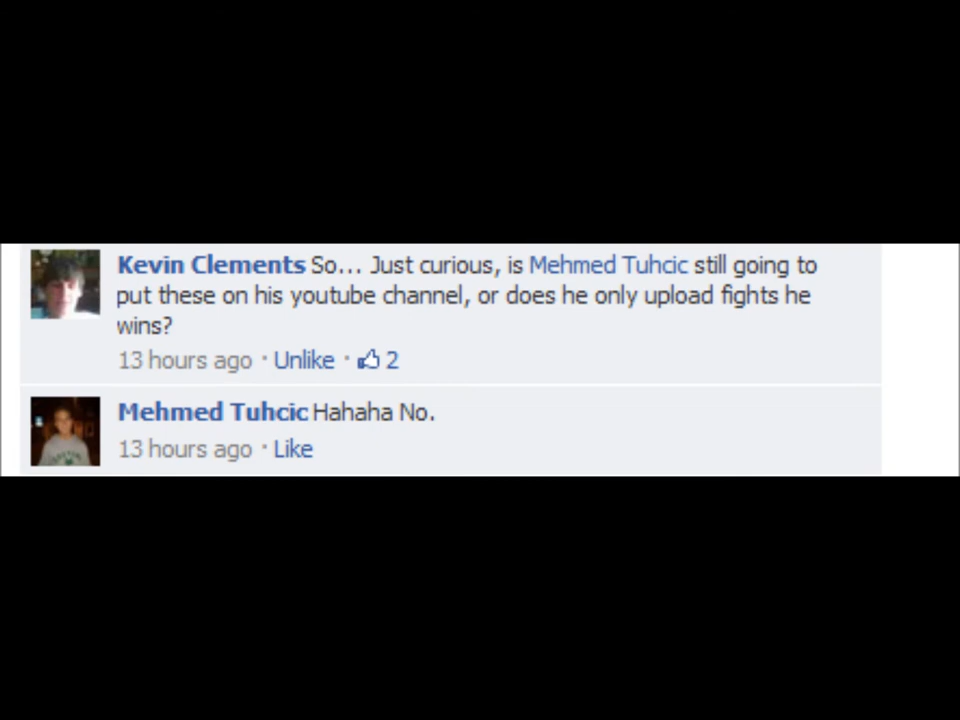 Kevin Clements So... Just curious, is Mehmed Tuhcic still going to
put these on his youtube channel, or does he only upload fights he
wins?
13 hours ago · Unlike · 2
Mehmed Tuhcic Hahaha No.
13 hours ago · Like